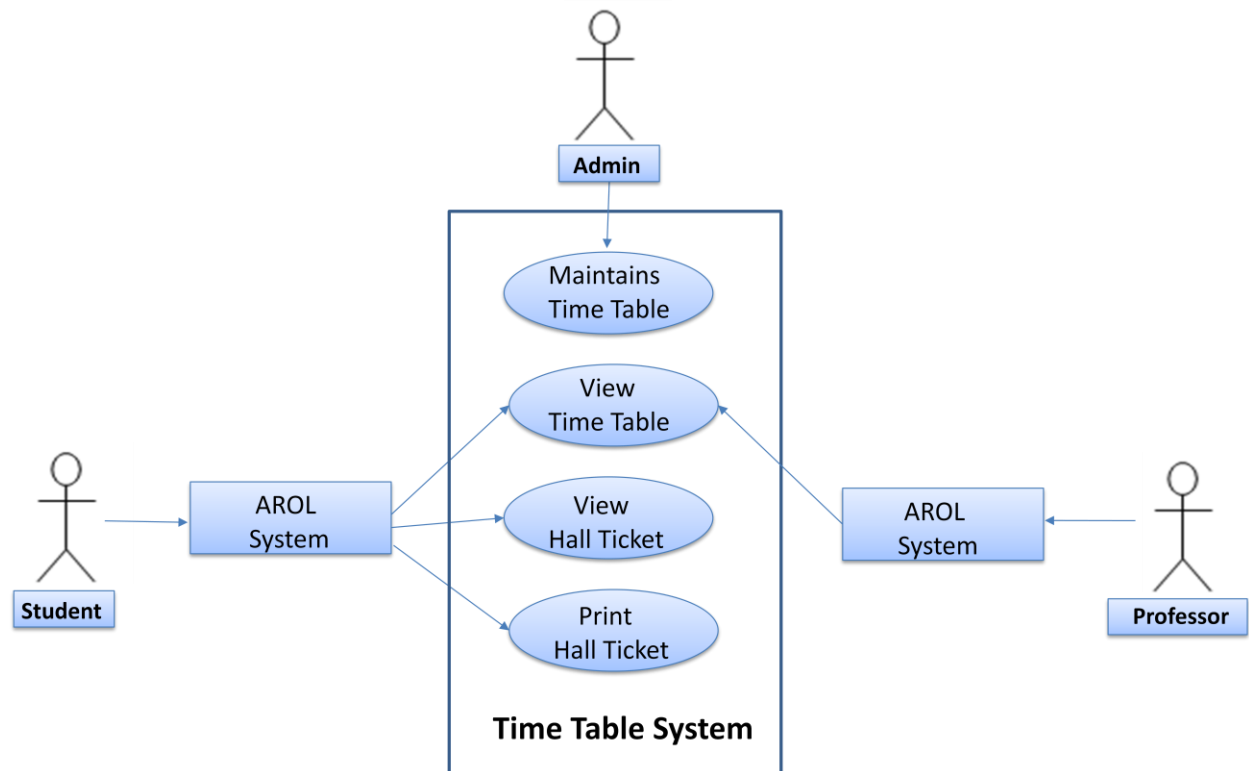 Admin
Maintains
Time Table
View
Time Table
AROL
System
View
Hall Ticket
AROL
System
Student
Print
Hall Ticket
Professor
Time Table System